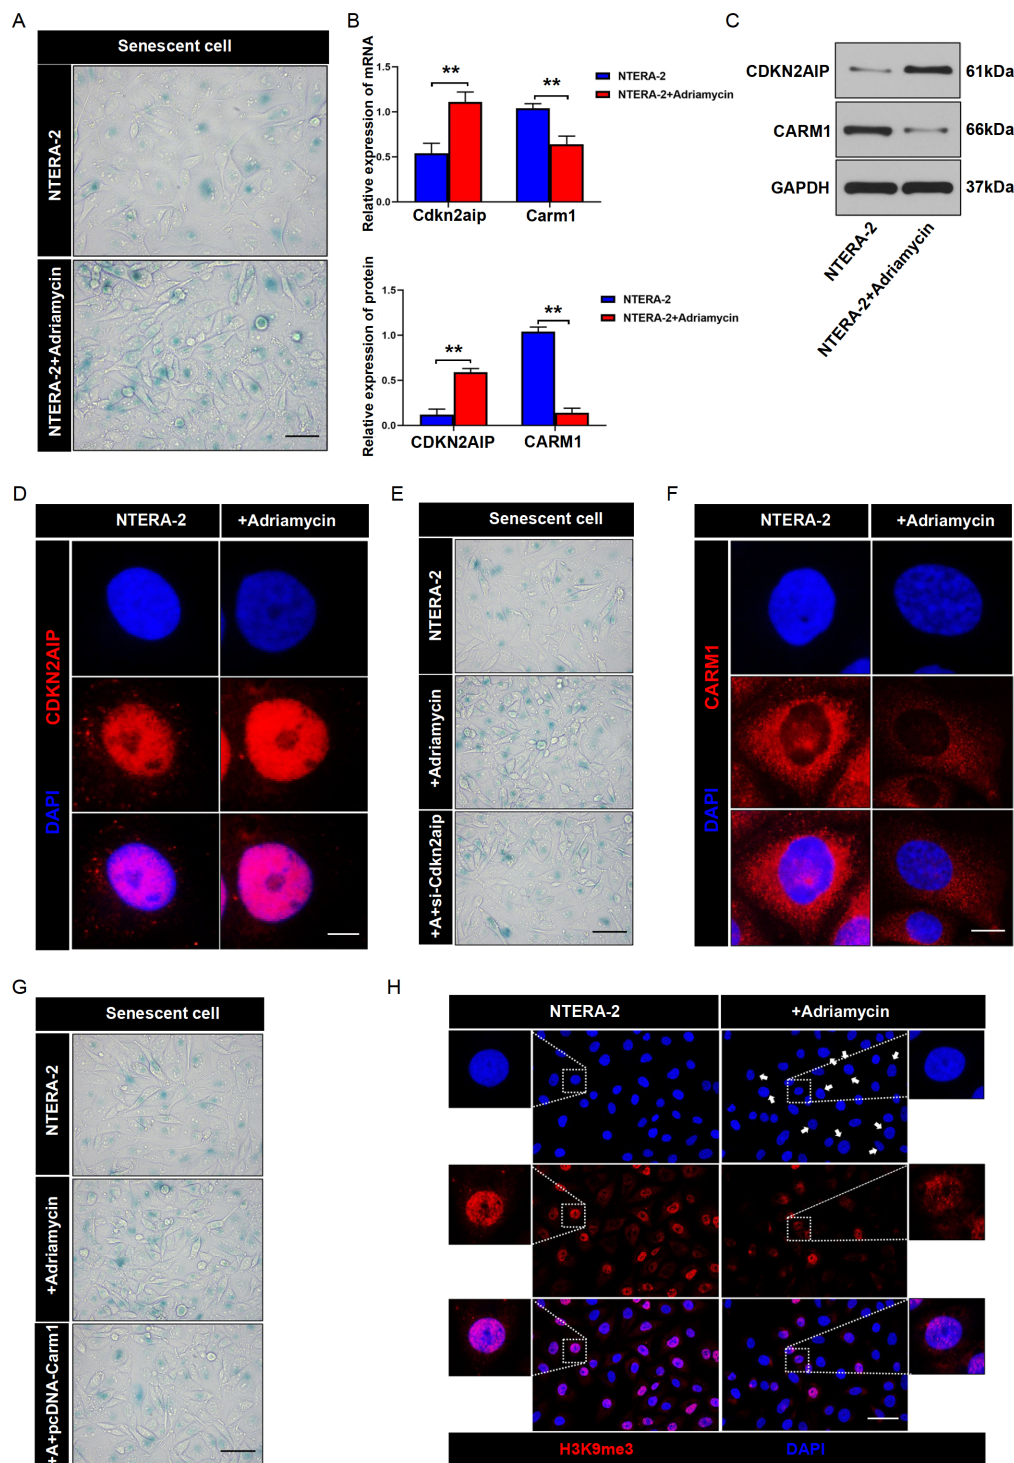 A
Senescent cell
NTERA-2
NTERA-2+Adriamycin
B
Relative expression of mRNA
1.5
1.0
0.5
0.0
**
**
NTERA-2
NTERA-2+Adriamycin
Cdkn2aip
Carm1
Relative expression of protein
1.5
1.0
0.5
0.0
**
**
NTERA-2
NTERA-2+Adriamycin
CDKN2AIP
CARM1
C
CDKN2AIP
61kDa
CARM1
66kDa
GAPDH
37kDa
NTERA-2
NTERA-2+Adriamycin
D
NTERA-2
+Adriamycin
CDKN2AIP
DAPI
E
Senescent cell
NTERA-2
+Adriamycin
+A+si-Cdkn2aip
F
NTERA-2
+Adriamycin
CARM1
DAPI
G
Senescent cell
NTERA-2
+Adriamycin
+A+pcDNA-Carm1
H
NTERA-2
+Adriamycin
H3K9me3
DAPI